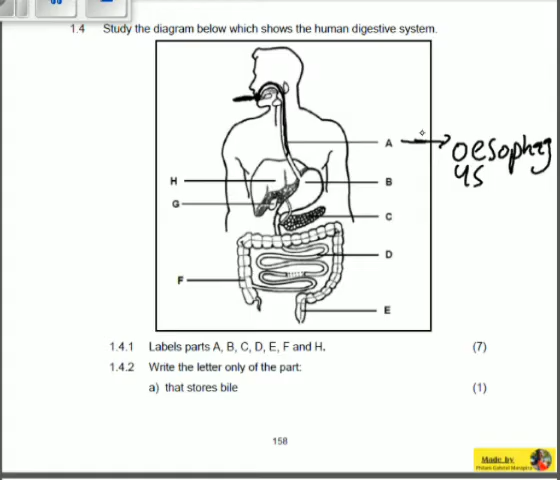 1.4 Study the diagram below which shows the human digestive system.
A
oesophag
us
H
B
G
C
D
F
E
1.4.1 Labels parts A, B, C, D, E, F and H. (7)
1.4.2 Write the letter only of the part:
a) that stores bile (1)
158
Made by